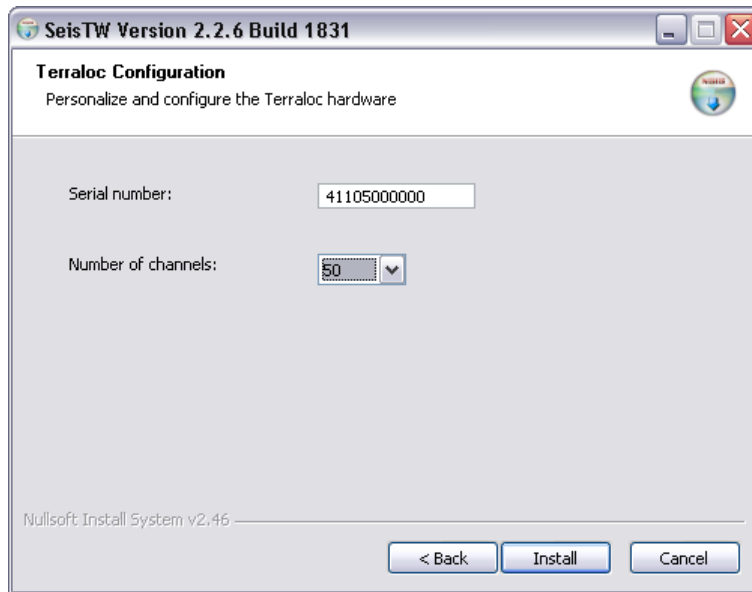 SeisTW Version 2.2.6 Build 1831
Terraloc Configuration
Personalize and configure the Terraloc hardware
Serial number:
41105000000
Number of channels:
50
Nullsoft Install System v2.46
< Back
Install
Cancel